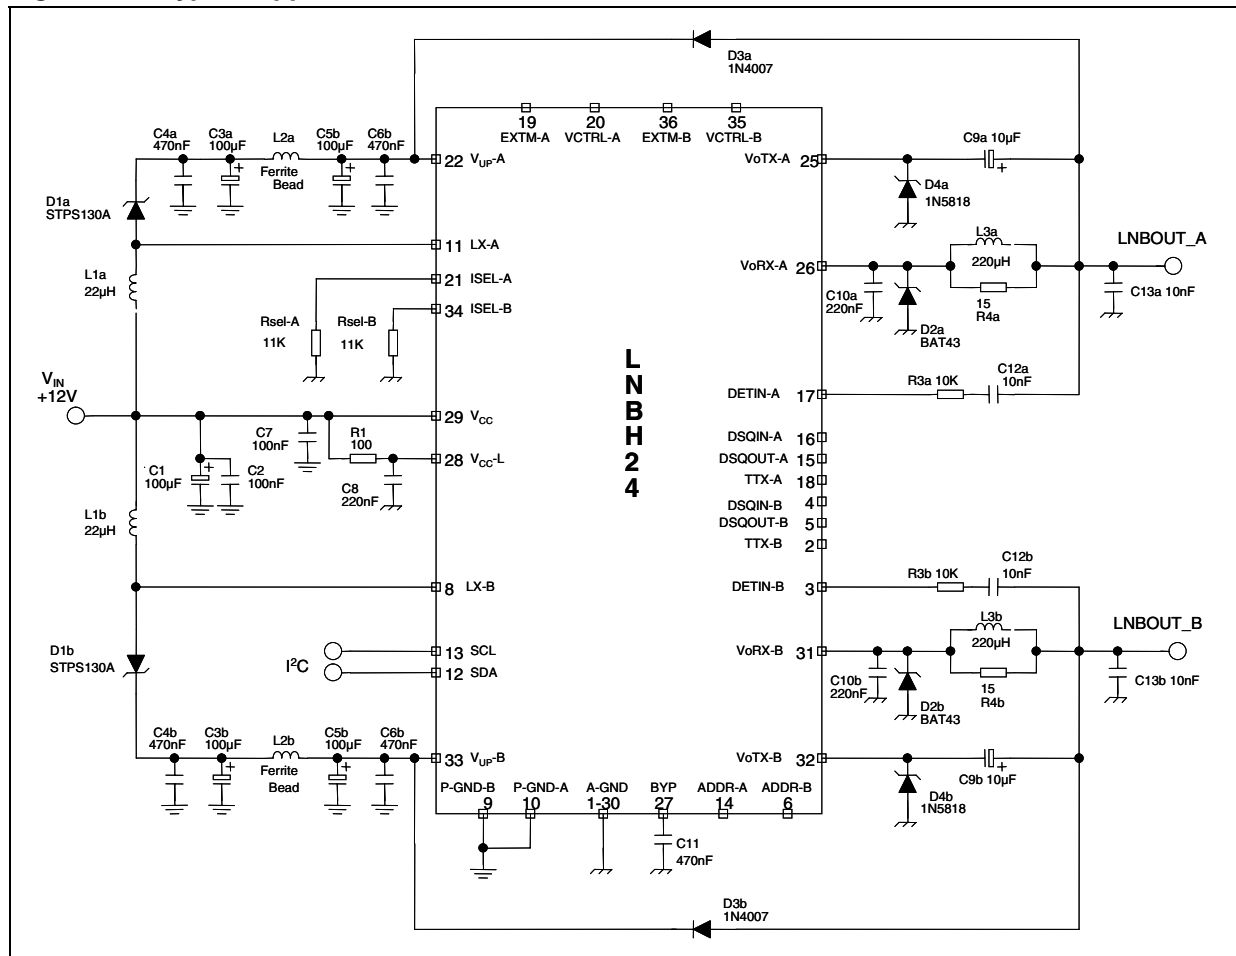 D3a
1N4007
19
EXTM-A
20
VCTRL-A
36
EXTM-B
35
VCTRL-B
C4a
470nF
C3a
100µF
+
L2a
Ferrite
Bead
C5b
100µF
+
C6b
470nF
22 VUP-A
VoTX-A 25
C9a 10µF
+
D4a
1N5818
D1a
STPS130A
11 LX-A
L3a
220µH
LNBOUT_A
VoRX-A 26
21 ISEL-A
L1a
22µH
34 ISEL-B
C10a
220nF
15
R4a
C13a 10nF
D2a
BAT43
Rsel-A
11K
Rsel-B
11K
L
N
B
H
2
4
VIN
+12V
DETIN-A 17
R3a 10K
C12a
10nF
29 VCC
C7
100nF
R1
100
28 VCC-L
DSQIN-A 16
DSQOUT-A 15
TTX-A 18
DSQIN-B 4
DSQOUT-B 5
TTX-B 2
C1
100µF
+
C2
100nF
C8
220nF
L1b
22µH
8 LX-B
DETIN-B 3
R3b 10K
C12b
10nF
L3b
220µH
LNBOUT_B
D1b
STPS130A
I2C
13 SCL
12 SDA
VoRX-B 31
C10b
220nF
15
R4b
C13b 10nF
D2b
BAT43
C4b
470nF
C3b
100µF
+
L2b
Ferrite
Bead
C5b
100µF
+
C6b
470nF
33 VUP-B
VoTX-B 32
+
C9b 10µF
D4b
1N5818
P-GND-B
9
P-GND-A
10
A-GND
1-30
BYP
27
ADDR-A
14
ADDR-B
6
C11
470nF
D3b
1N4007